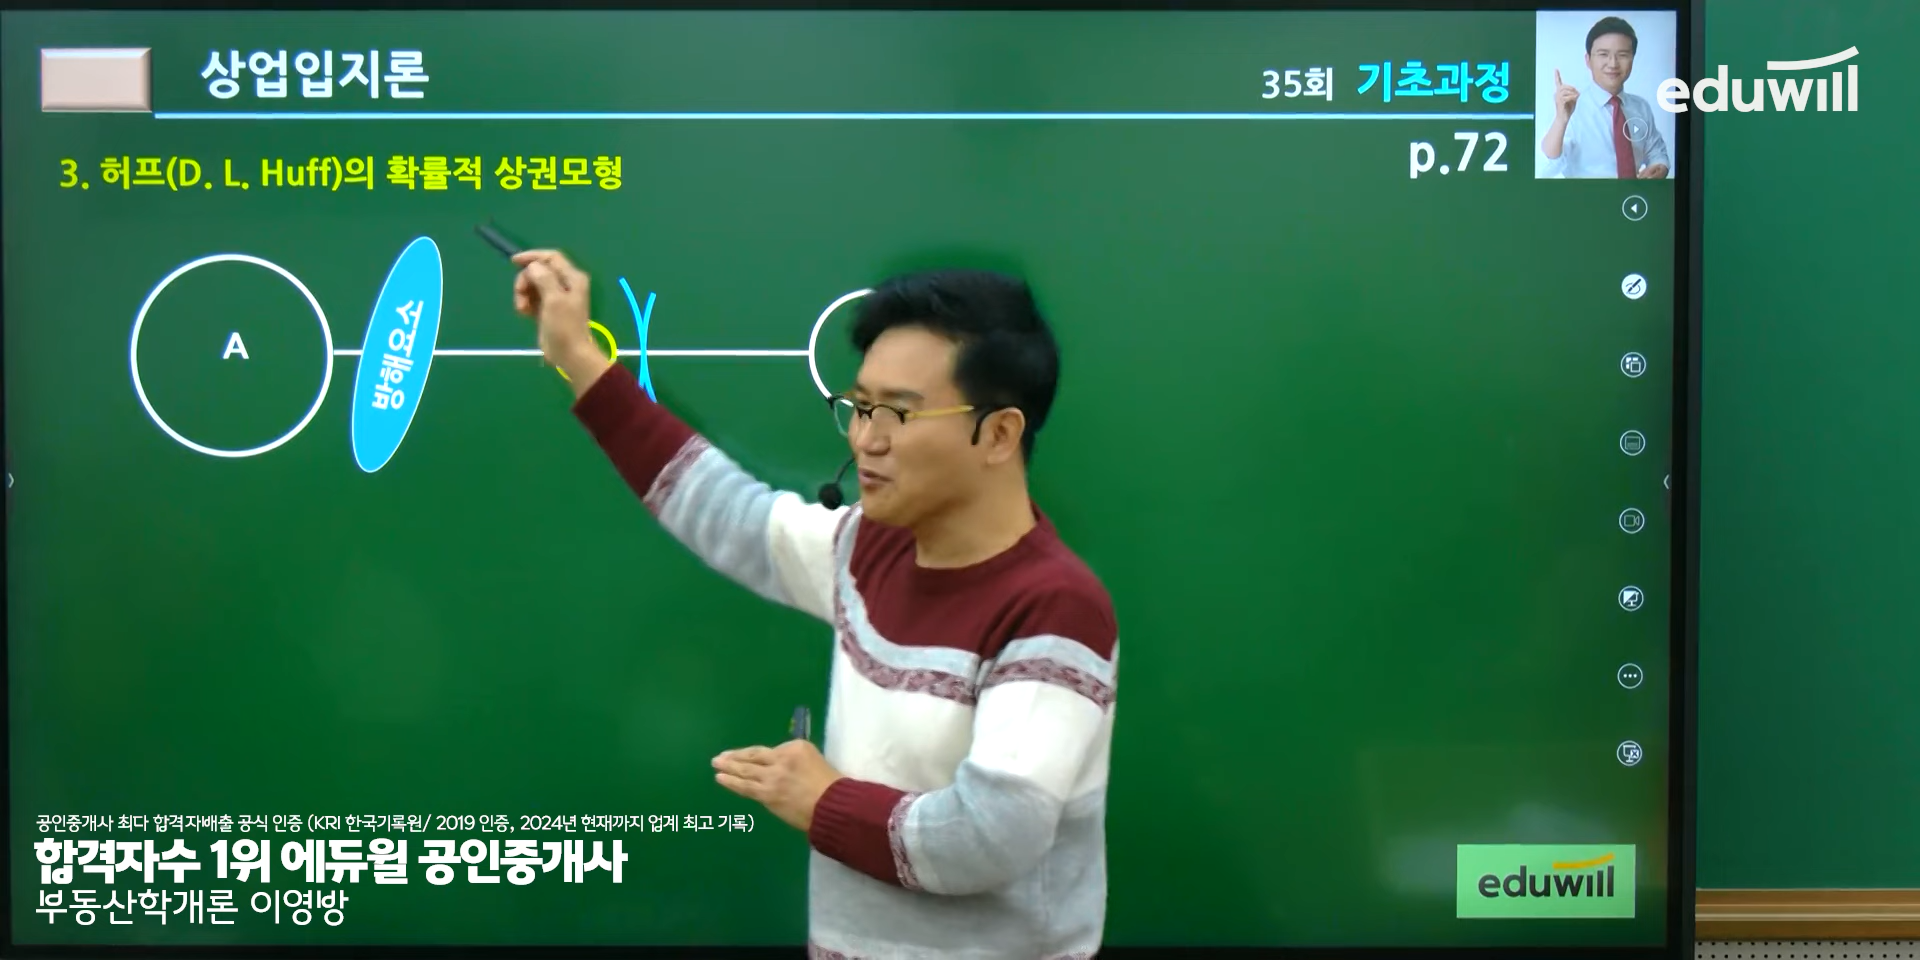 상업입지론
35회 기초과정
eduwill
p.72
3. 허프(D. L. Huff)의 확률적 상권모형
A
방해요소
공인중개사 최다 합격자배출 공식 인증 (KRI 한국기록원/ 2019 인증, 2024년 현재까지 업계 최고 기록)
합격자수 1위 에듀윌 공인중개사
부동산학개론 이영방
eduwill